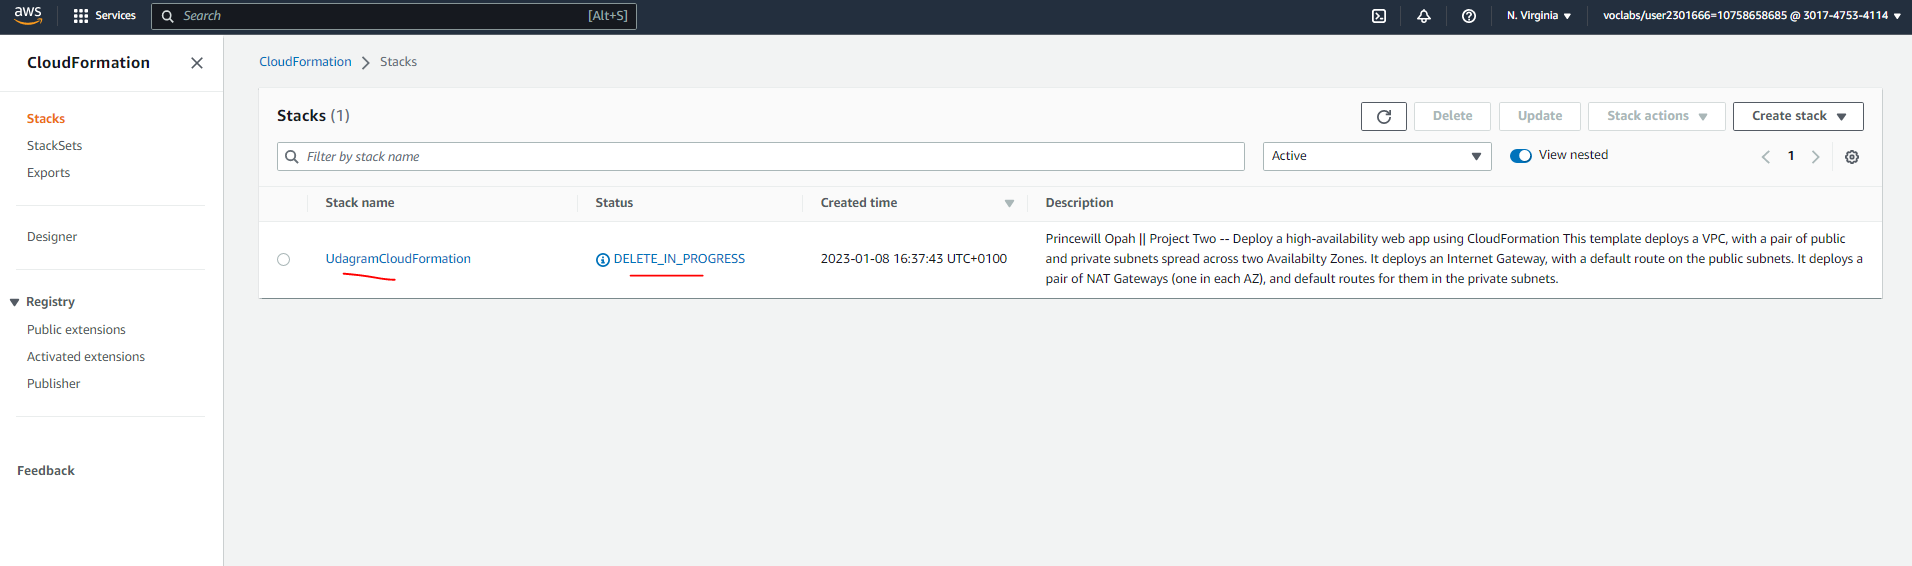 aws
Services
Search [Alt+S]
N. Virginia
voclabs/user2301666=10758658685 @ 3017-4753-4114
CloudFormation
Stacks
StackSets
Exports
Designer
Registry
Public extensions
Activated extensions
Publisher
Feedback
CloudFormation Stacks
Stacks (1)
Delete
Update
Stack actions
Create stack
Filter by stack name
Active
View nested
1
Stack name Status Created time Description
UdagramCloudFormation DELETE_IN_PROGRESS 2023-01-08 16:37:43 UTC+0100
Princewill Opah || Project Two -- Deploy a high-availability web app using CloudFormation This template deploys a VPC, with a pair of public
and private subnets spread across two Availabilty Zones. It deploys an Internet Gateway, with a default route on the public subnets. It deploys a
pair of NAT Gateways (one in each AZ), and default routes for them in the private subnets.